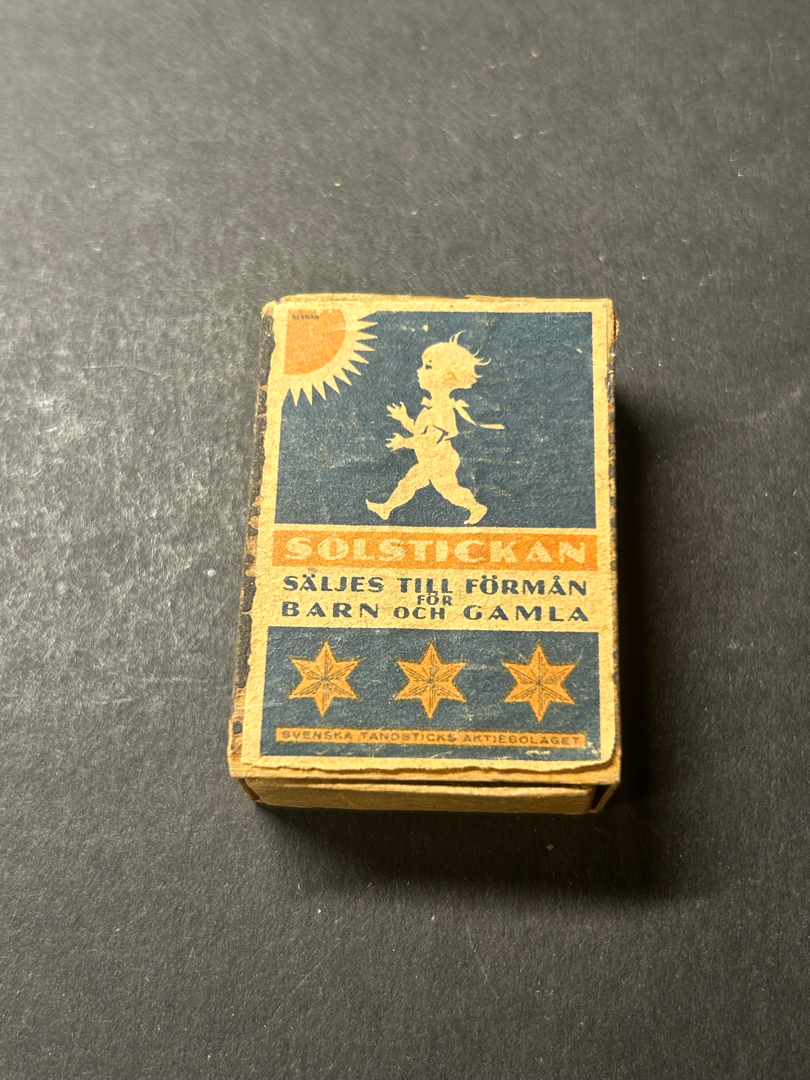 SOLSTICKAN
SÄLJES TILL FÖRMÅN
FÖR
BARN OCH GAMLA
SVENSKA TÄNDSTICKS AKTIEBOLAGET